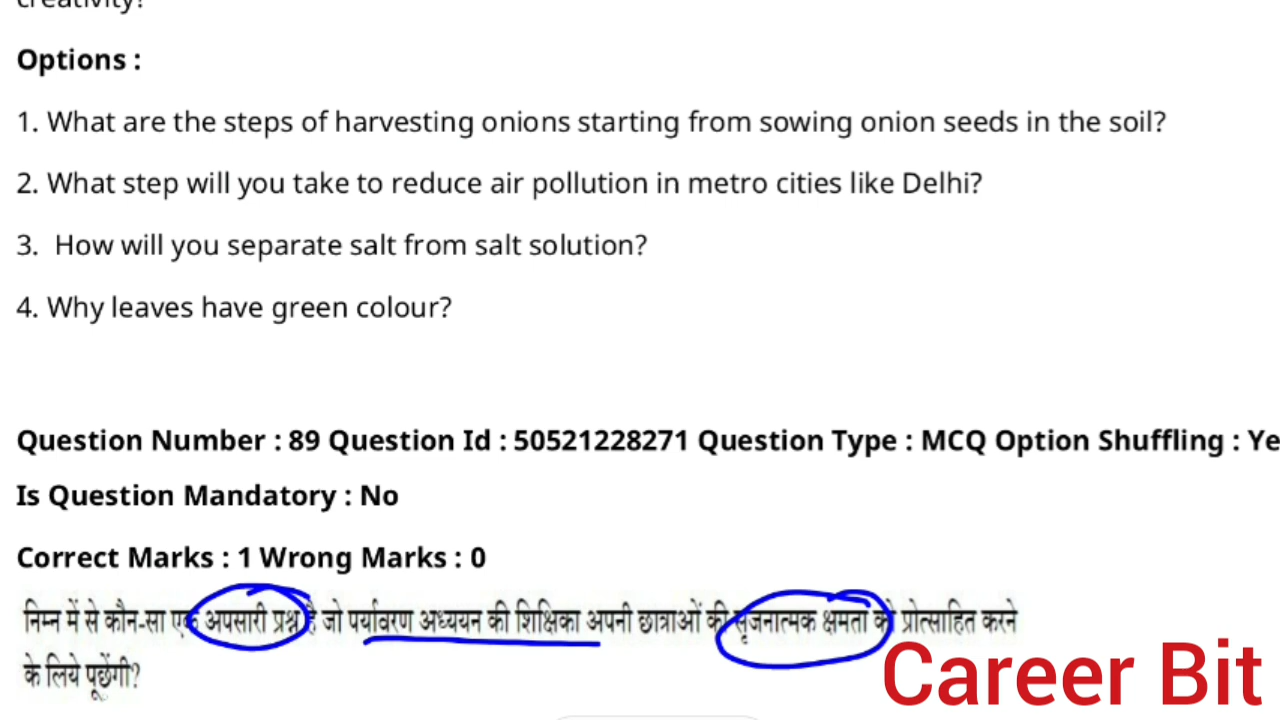 creativity?
Options :
1. What are the steps of harvesting onions starting from sowing onion seeds in the soil?
2. What step will you take to reduce air pollution in metro cities like Delhi?
3. How will you separate salt from salt solution?
4. Why leaves have green colour?
Question Number : 89 Question Id : 50521228271 Question Type : MCQ Option Shuffling : Ye
Is Question Mandatory : No
Correct Marks : 1 Wrong Marks : 0
निम्न में से कौन-सा एक अपसारी प्रश्न है जो पर्यावरण अध्ययन की शिक्षिका अपनी छात्राओं की सृजनात्मक क्षमता को प्रोत्साहित करने
के लिये पूछेंगी?
Career Bit